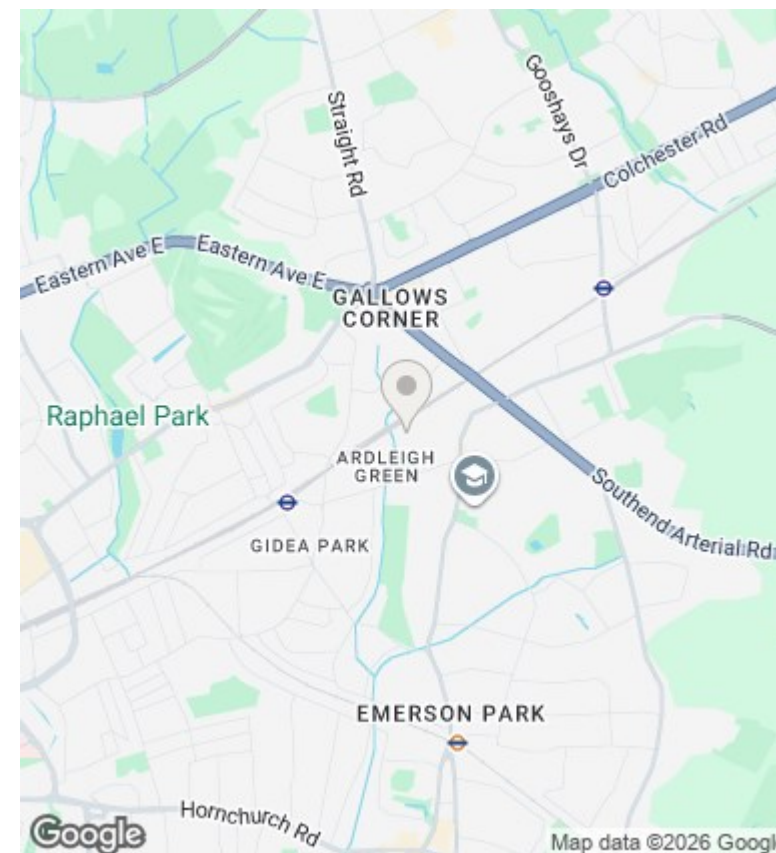 Gooshays Dr
Straight Rd
Colchester Rd
Eastern Ave E
Eastern Ave E
GALLOWS
CORNER
Raphael Park
ARDLEIGH
GREEN
Southend Arterial Rd
GIDEA PARK
EMERSON PARK
Hornchurch Rd
Google
Map data ©2026 Googl